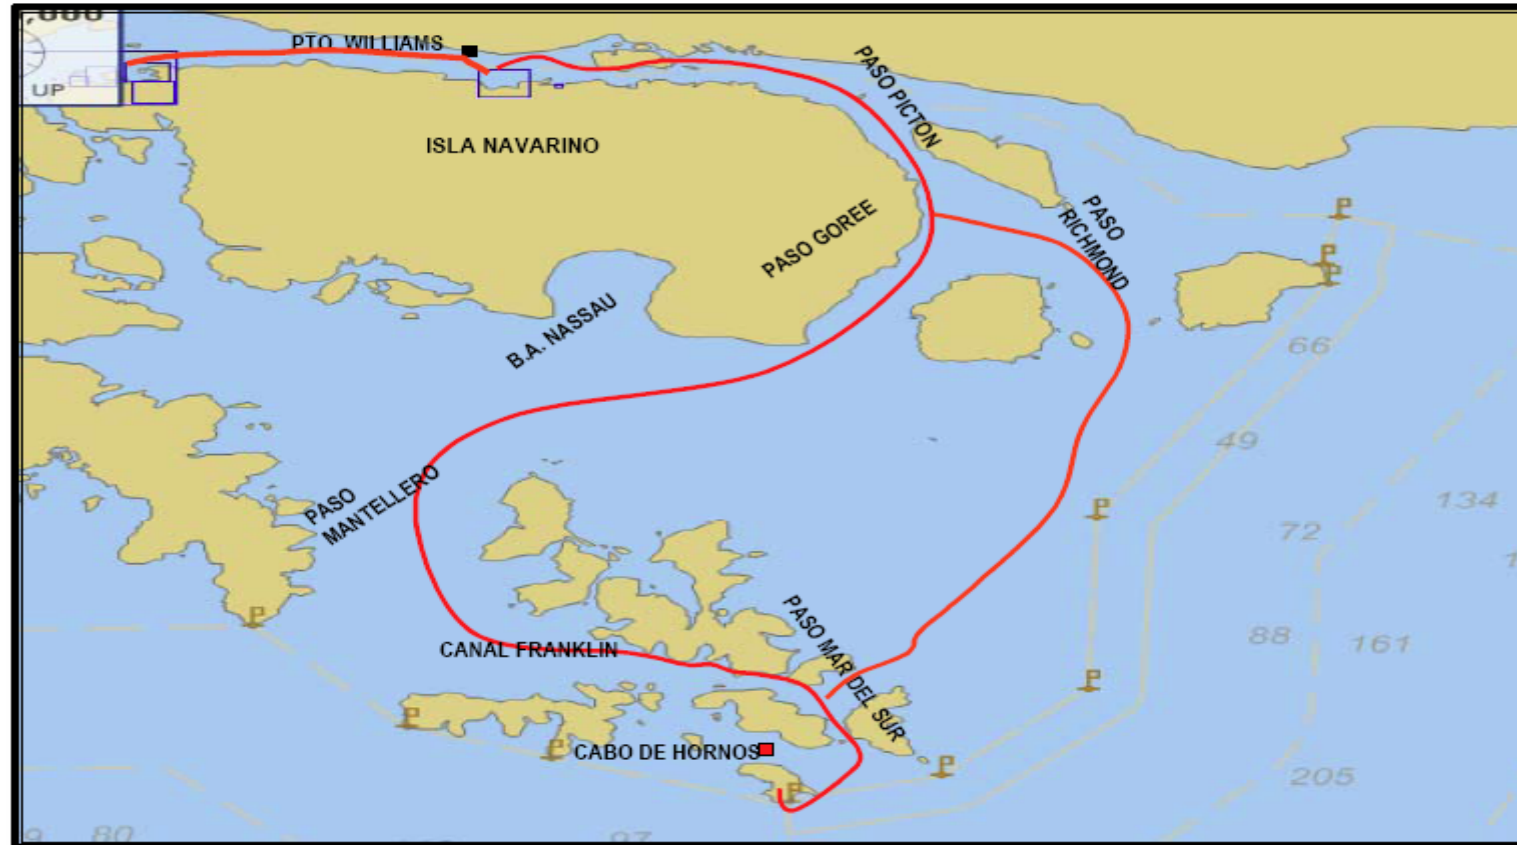 ,000
UP
PTO. WILLIAMS
PASO PICTON
ISLA NAVARINO
PASO
RICHMOND
PASO GOREE
B.A. NASSAU
66
49
134
PASO
MANTELLERO
72
88
161
CANAL FRANKLIN
PASO MAR DEL SUR
CABO DE HORNOS
205
80